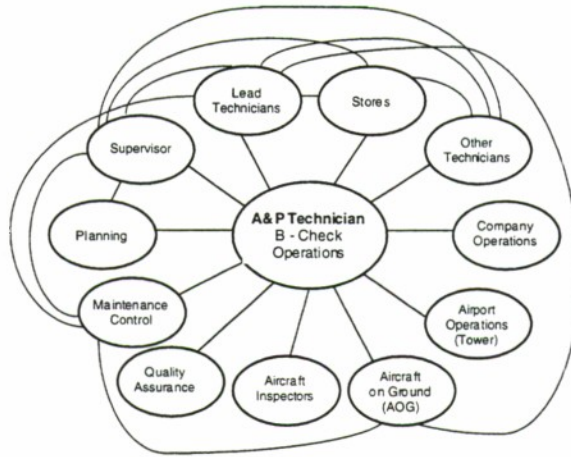 Lead
Technicians
Stores
Supervisor
Other
Technicians
A&P Technician
B - Check
Operations
Planning
Company
Operations
Maintenance
Control
Airport
Operations
(Tower)
Quality
Assurance
Aircraft
Inspectors
Aircraft
on Ground
(AOG)